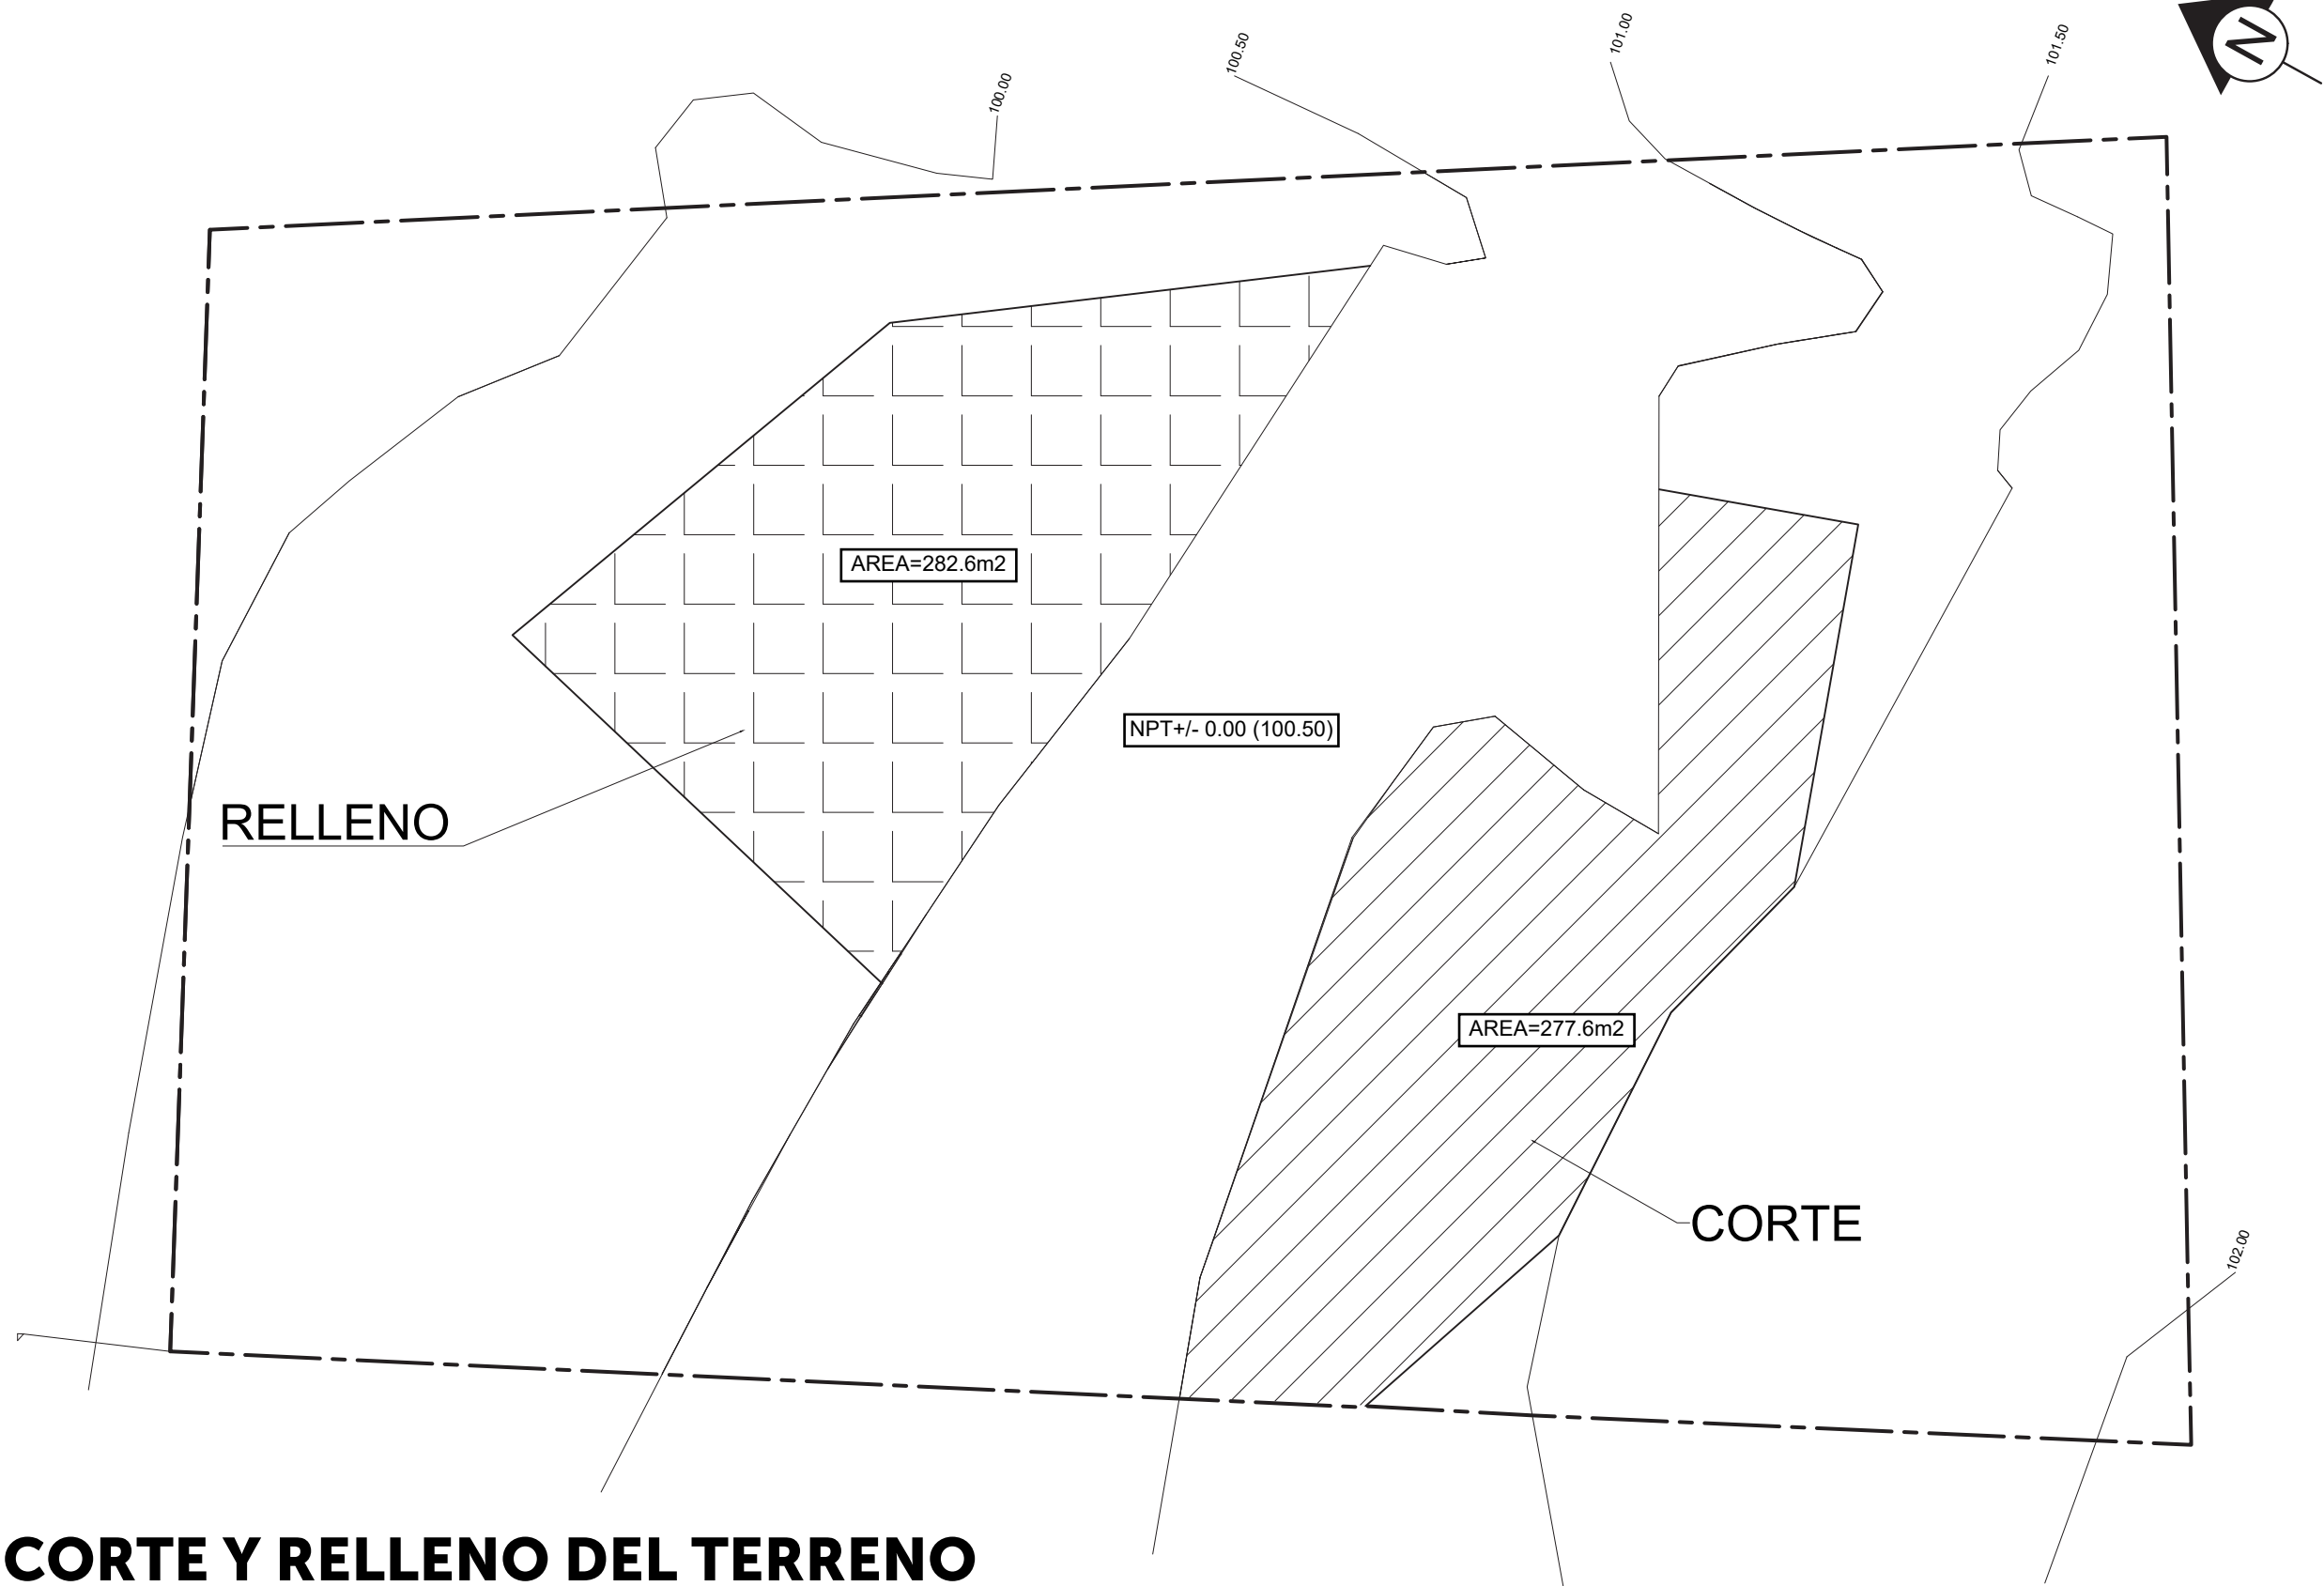 101.00
101.50
100.50
100.00
N
AREA=282.6m2
NPT+/- 0.00 (100.50)
RELLENO
AREA=277.6m2
CORTE
102.00
CORTE Y RELLENO DEL TERRENO